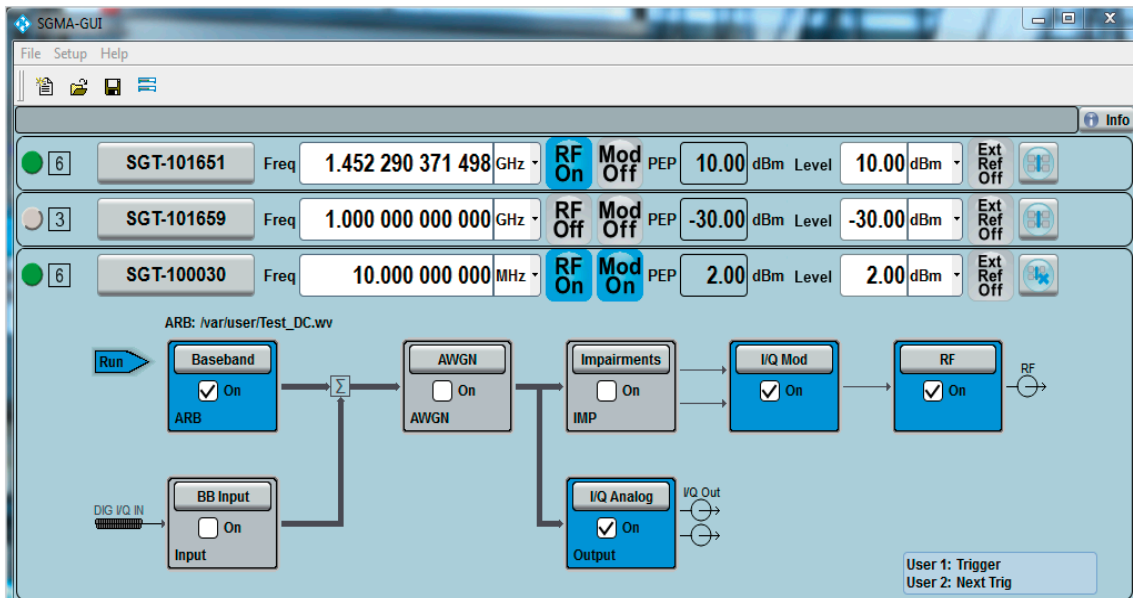 SGMA-GUI
File Setup Help
Info
6 SGT-101651 Freq 1.452 290 371 498 GHz RF On Mod Off PEP 10.00 dBm Level 10.00 dBm Ext Ref Off
3 SGT-101659 Freq 1.000 000 000 000 GHz RF Off Mod Off PEP -30.00 dBm Level -30.00 dBm Ext Ref Off
6 SGT-100030 Freq 10.000 000 000 MHz RF On Mod On PEP 2.00 dBm Level 2.00 dBm Ext Ref Off
ARB: /var/user/Test_DC.wv
Run Baseband AWGN Impairments I/Q Mod RF RF
On Σ On On On On
ARB AWGN IMP
DIG I/Q IN BB Input I/Q Analog I/Q Out
On On
Input Output
User 1: Trigger
User 2: Next Trig